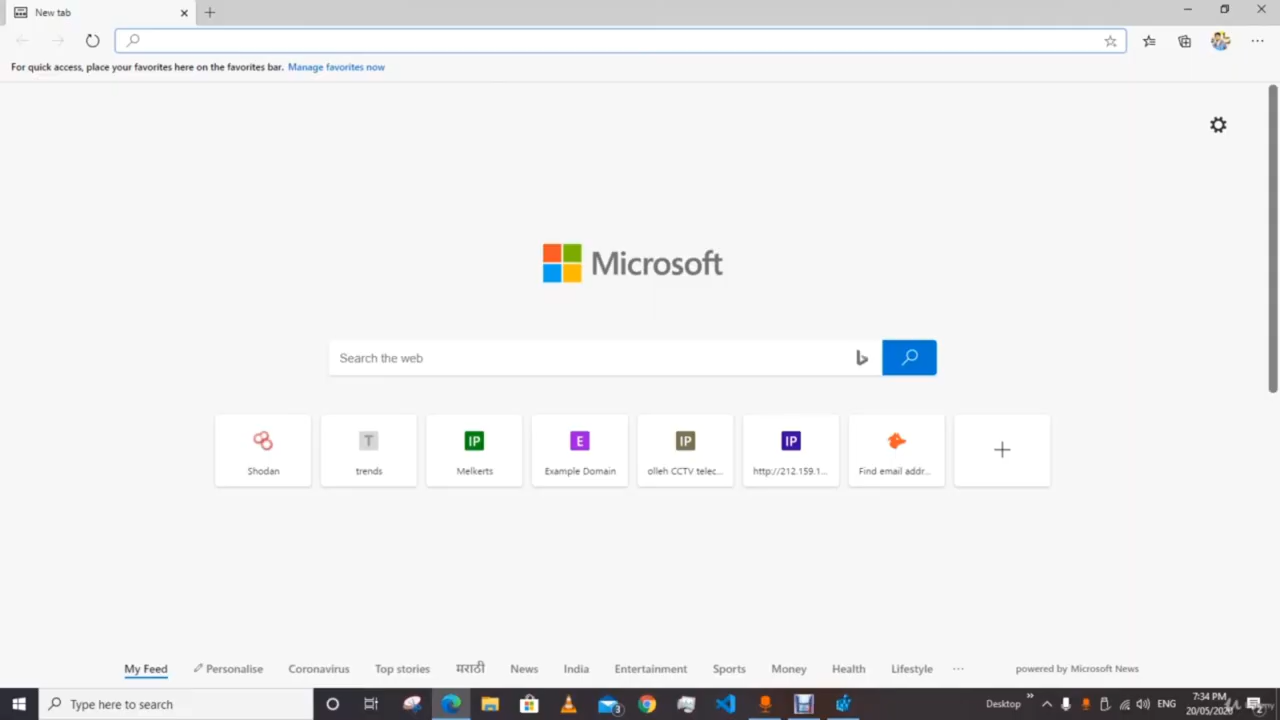 New tab
For quick access, place your favorites here on the favorites bar. Manage favorites now
Microsoft
Search the web
T
IP
E
IP
IP
Shodan
trends
Melkerts
Example Domain
olleh CCTV telec...
http://212.159.1...
Find email addr...
My Feed
Personalise
Coronavirus
Top stories
मराठी
News
India
Entertainment
Sports
Money
Health
Lifestyle
...
powered by Microsoft News
Type here to search
Desktop
ENG
7:34 PM